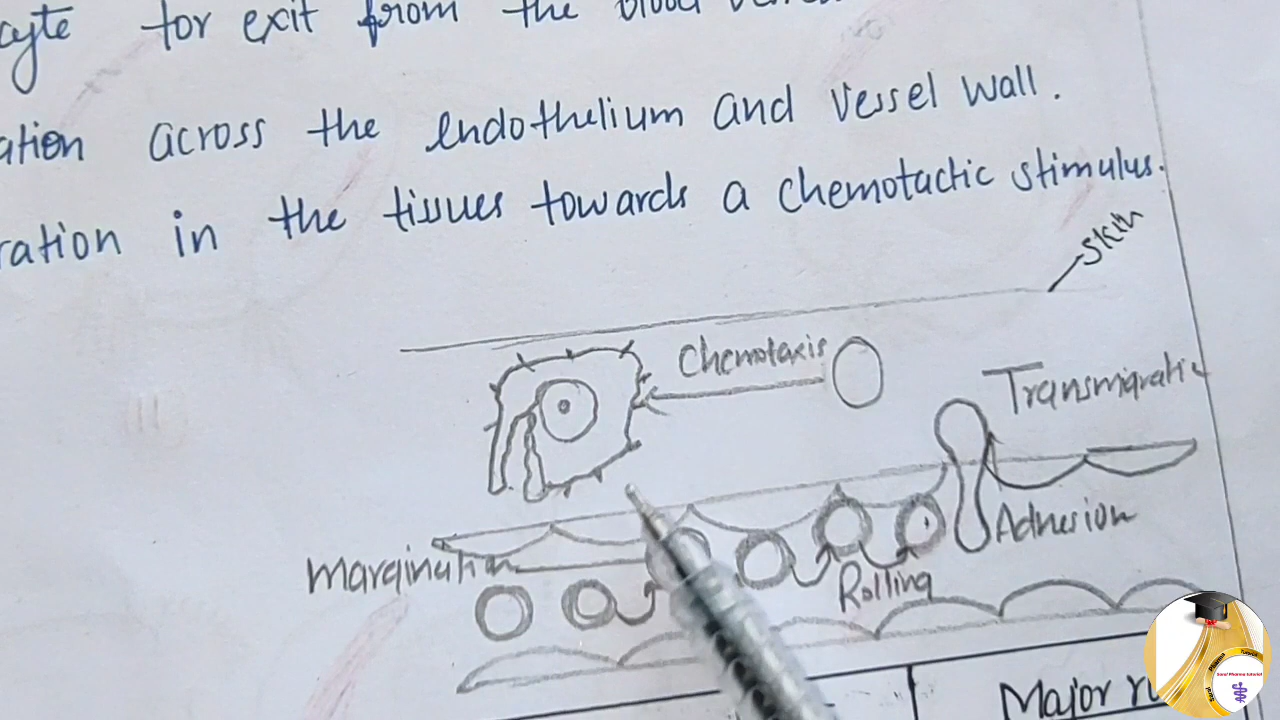 cyte for exit from the blood
ation across the endothelium and vessel wall.
ration in the tissues towards a chemotactic stimulus.
Skin
Chemotaxis
Transmigratio
Margination
Adhesion
Rolling
Major